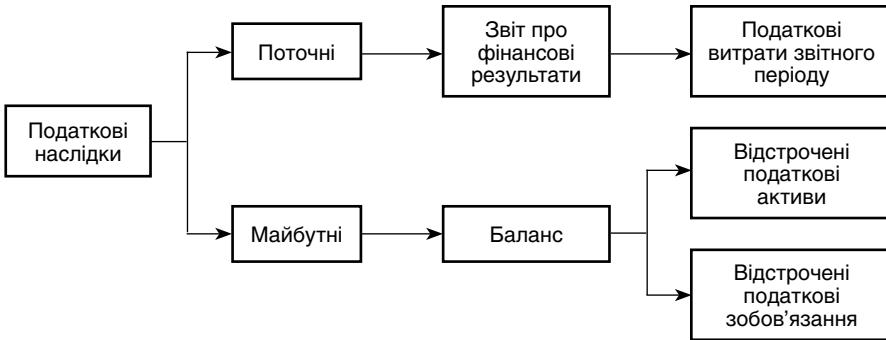 Податкові
наслідки
Поточні
Звіт про
фінансові
результати
Податкові
витрати звітного
періоду
Майбутні
Баланс
Відстрочені
податкові
активи
Відстрочені
податкові
зобов’язання